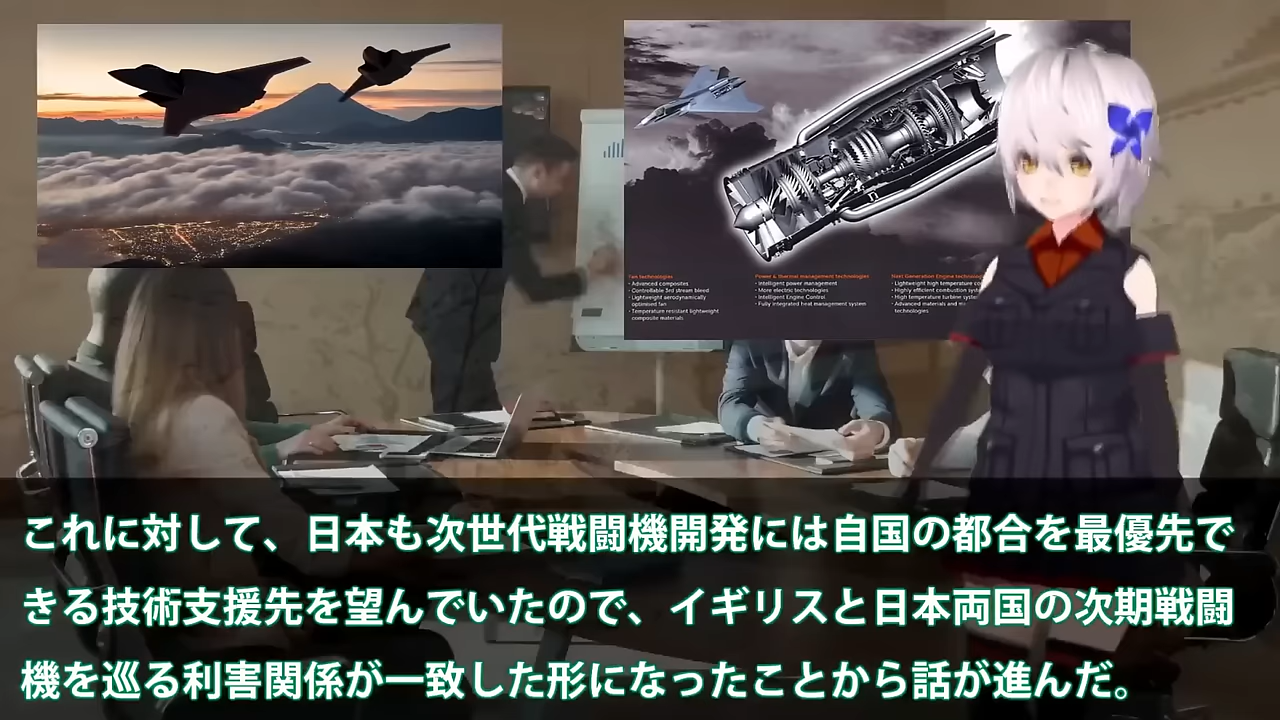 Fan technologies
- Advanced composites
- Controllable 3rd stream bleed
- Lightweight aerodynamically
optimised fan
- Temperature resistant lightweight
composite materials
Power & thermal management technologies
- Intelligent power management
- More electric technologies
- Intelligent Engine Control
- Fully integrated heat management system
Next Generation Engine
- Lightweight high temperature
- Highly efficient combustion
- High temperature turbine
- Advanced materials and
technologies
これに対して、日本も次世代戦闘機開発には自国の都合を最優先で
きる技術支援先を望んでいたので、イギリスと日本両国の次期戦闘
機を巡る利害関係が一致した形になったことから話が進んだ。